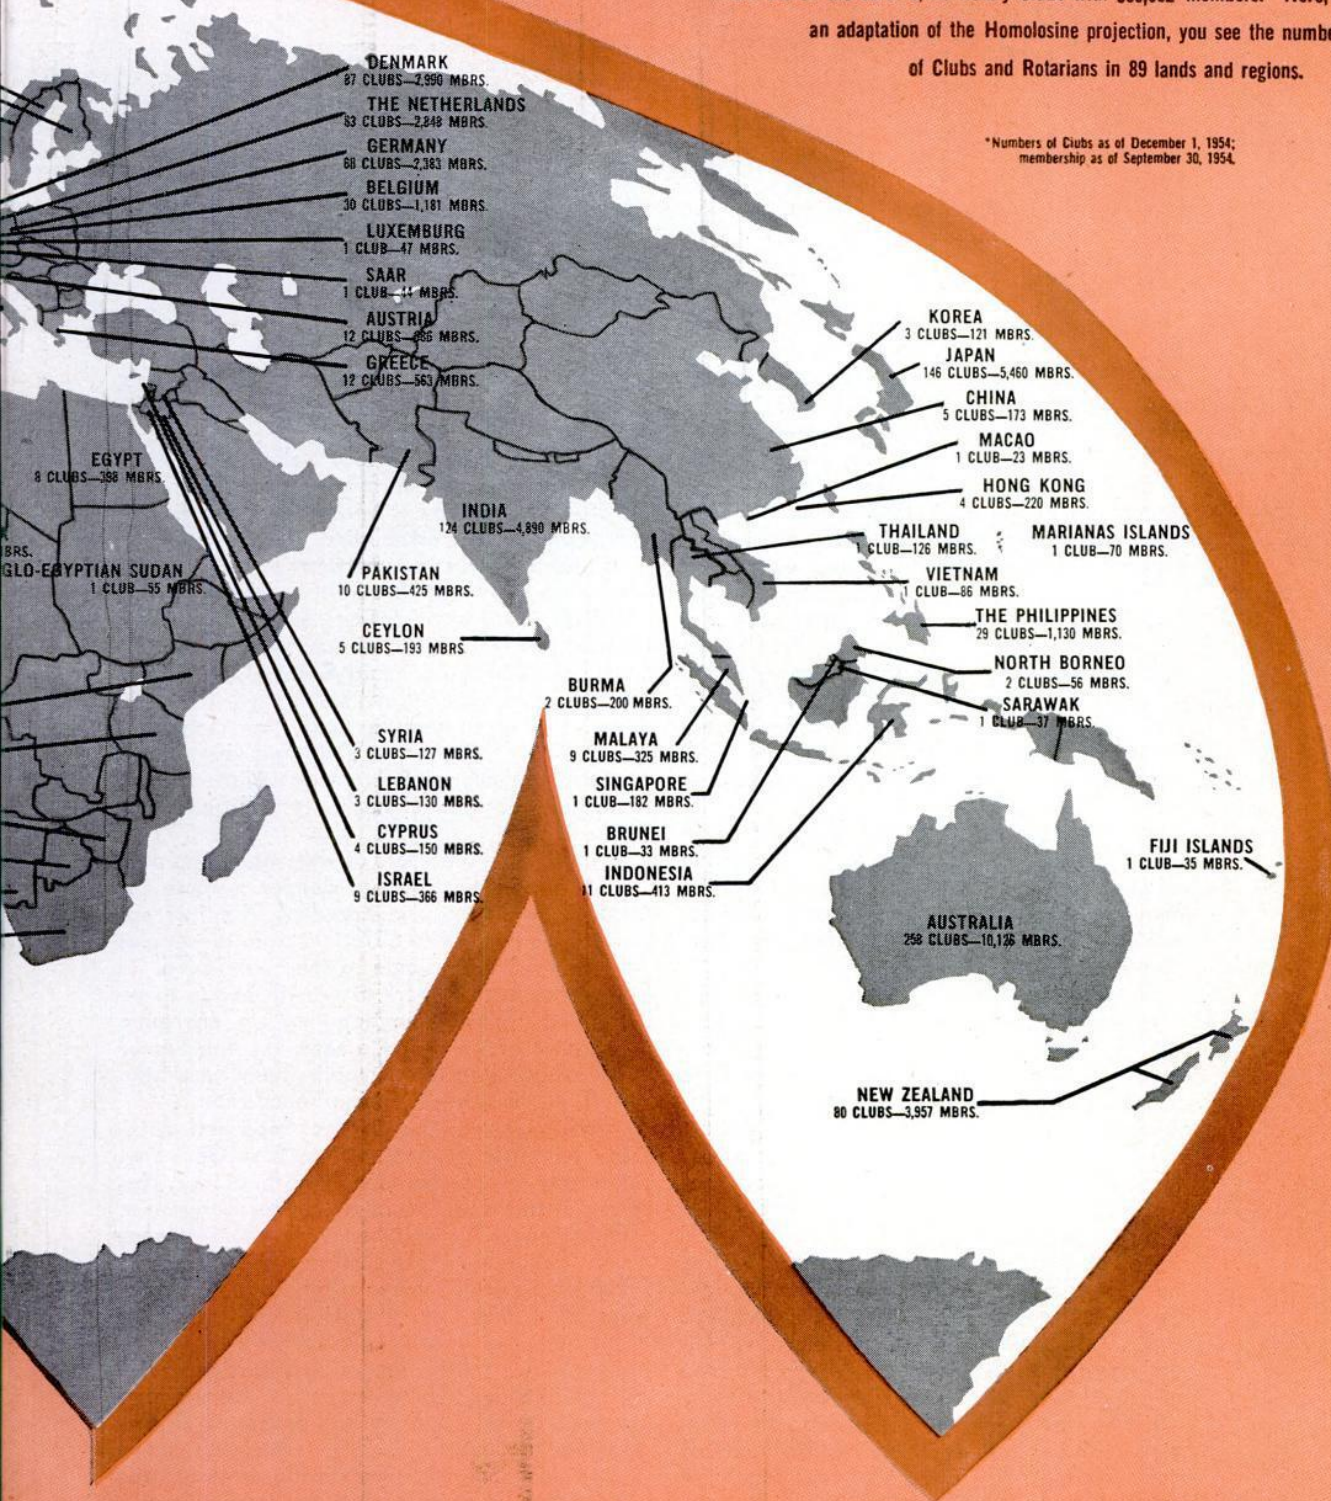 an adaptation of the Homolosine projection, you see the numbe
of Clubs and Rotarians in 89 lands and regions.
*Numbers of Clubs as of December 1, 1954;
membership as of September 30, 1954.
DENMARK
87 CLUBS—2,990 MBRS.
THE NETHERLANDS
CLUBS—2,848 MBRS.
GERMANY
68 CLUBS—2,383 MBRS.
BELGIUM
30 CLUBS—1,181 MBRS.
LUXEMBURG
1 CLUB—47 MBRS.
SAAR
1 CLUB—44 MBRS.
AUSTRIA
12 CLUBS— MBRS.
GREECE
12 CLUBS—563 MBRS.
KOREA
3 CLUBS—121 MBRS.
JAPAN
146 CLUBS—5,460 MBRS.
CHINA
5 CLUBS—173 MBRS.
MACAO
1 CLUB—23 MBRS.
HONG KONG
4 CLUBS—220 MBRS.
EGYPT
8 CLUBS—398 MBRS.
INDIA
124 CLUBS—4,890 MBRS.
THAILAND
1 CLUB—126 MBRS.
MARIANAS ISLANDS
1 CLUB—70 MBRS.
BRS.
GLO-EGYPTIAN SUDAN
1 CLUB—55 MBRS.
PAKISTAN
10 CLUBS—425 MBRS.
VIETNAM
1 CLUB—86 MBRS.
THE PHILIPPINES
29 CLUBS—1,130 MBRS.
CEYLON
5 CLUBS—193 MBRS
NORTH BORNEO
2 CLUBS—56 MBRS.
BURMA
2 CLUBS—200 MBRS.
SARAWAK
1 CLUB—37 MBRS.
SYRIA
3 CLUBS—127 MBRS.
MALAYA
9 CLUBS—325 MBRS.
LEBANON
3 CLUBS—130 MBRS.
SINGAPORE
1 CLUB—182 MBRS.
CYPRUS
4 CLUBS—150 MBRS.
BRUNEI
1 CLUB—33 MBRS.
FIJI ISLANDS
1 CLUB—35 MBRS.
ISRAEL
9 CLUBS—366 MBRS.
INDONESIA
11 CLUBS—413 MBRS.
AUSTRALIA
258 CLUBS—10,126 MBRS.
NEW ZEALAND
80 CLUBS—3,957 MBRS.